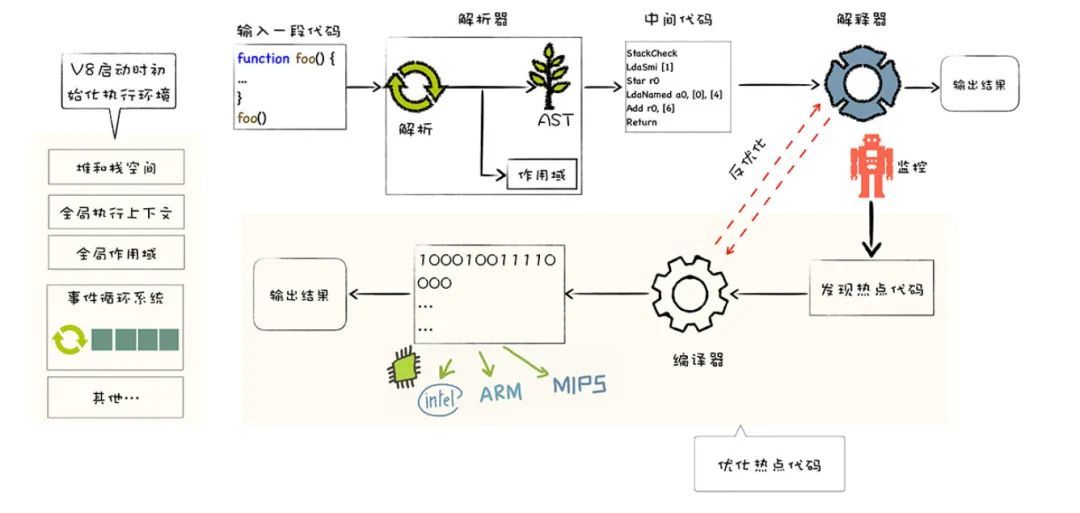 V8启动时初
始化执行环境
堆和栈空间
全局执行上下文
全局作用域
事件循环系统
其他…
输入一段代码
function foo() {
...
}
foo()
解析器
解析
AST
作用域
中间代码
StackCheck
LdaSmi [1]
Star r0
LdaNamed a0, [0], [4]
Add r0, [6]
Return
解释器
输出结果
反优化
监控
发现热点代码
编译器
100010011110
000
...
...
输出结果
intel
ARM
MIPS
优化热点代码